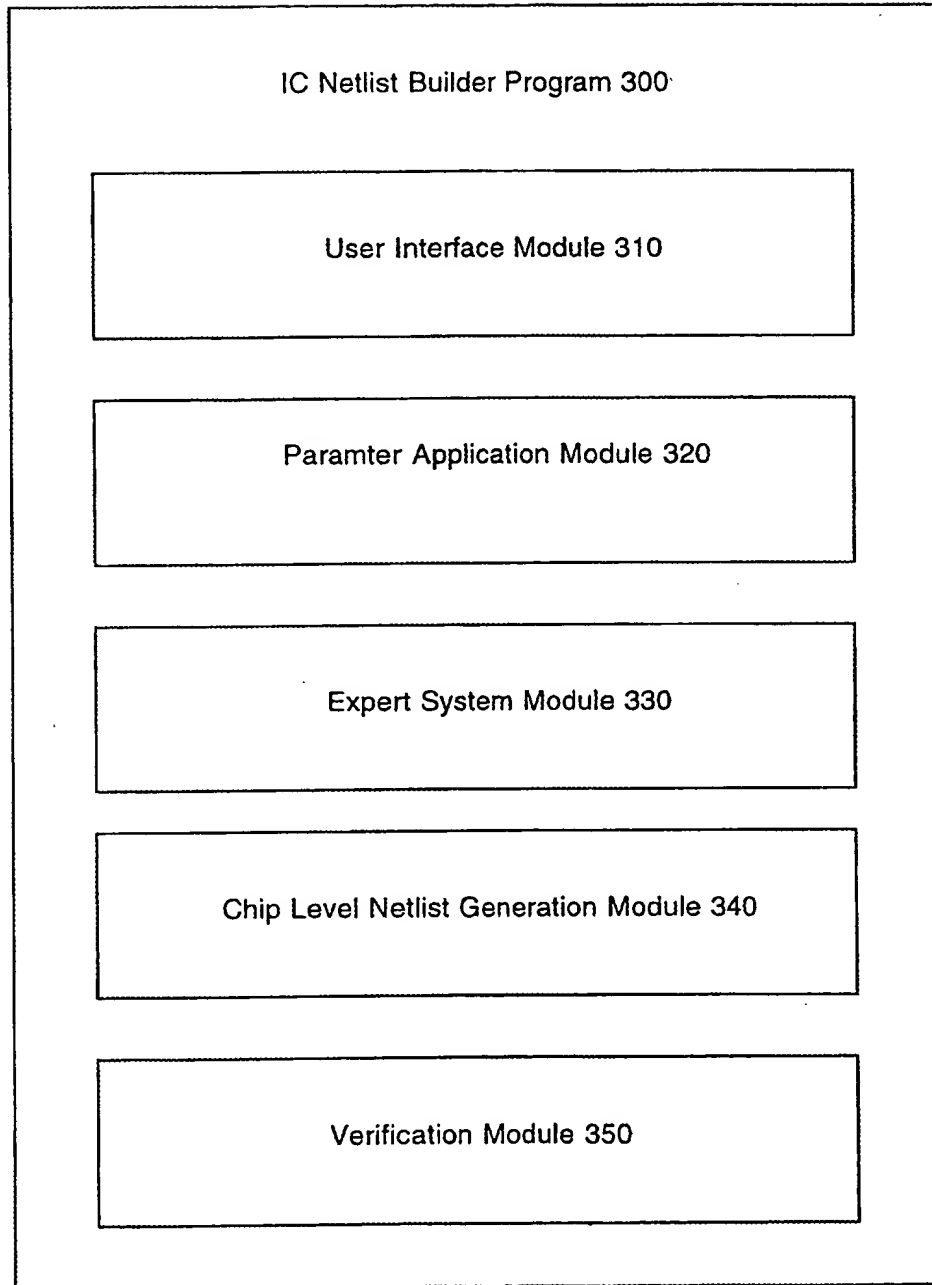 IC Netlist Builder Program 300
User Interface Module 310
Paramter Application Module 320
Expert System Module 330
Chip Level Netlist Generation Module 340
Verification Module 350